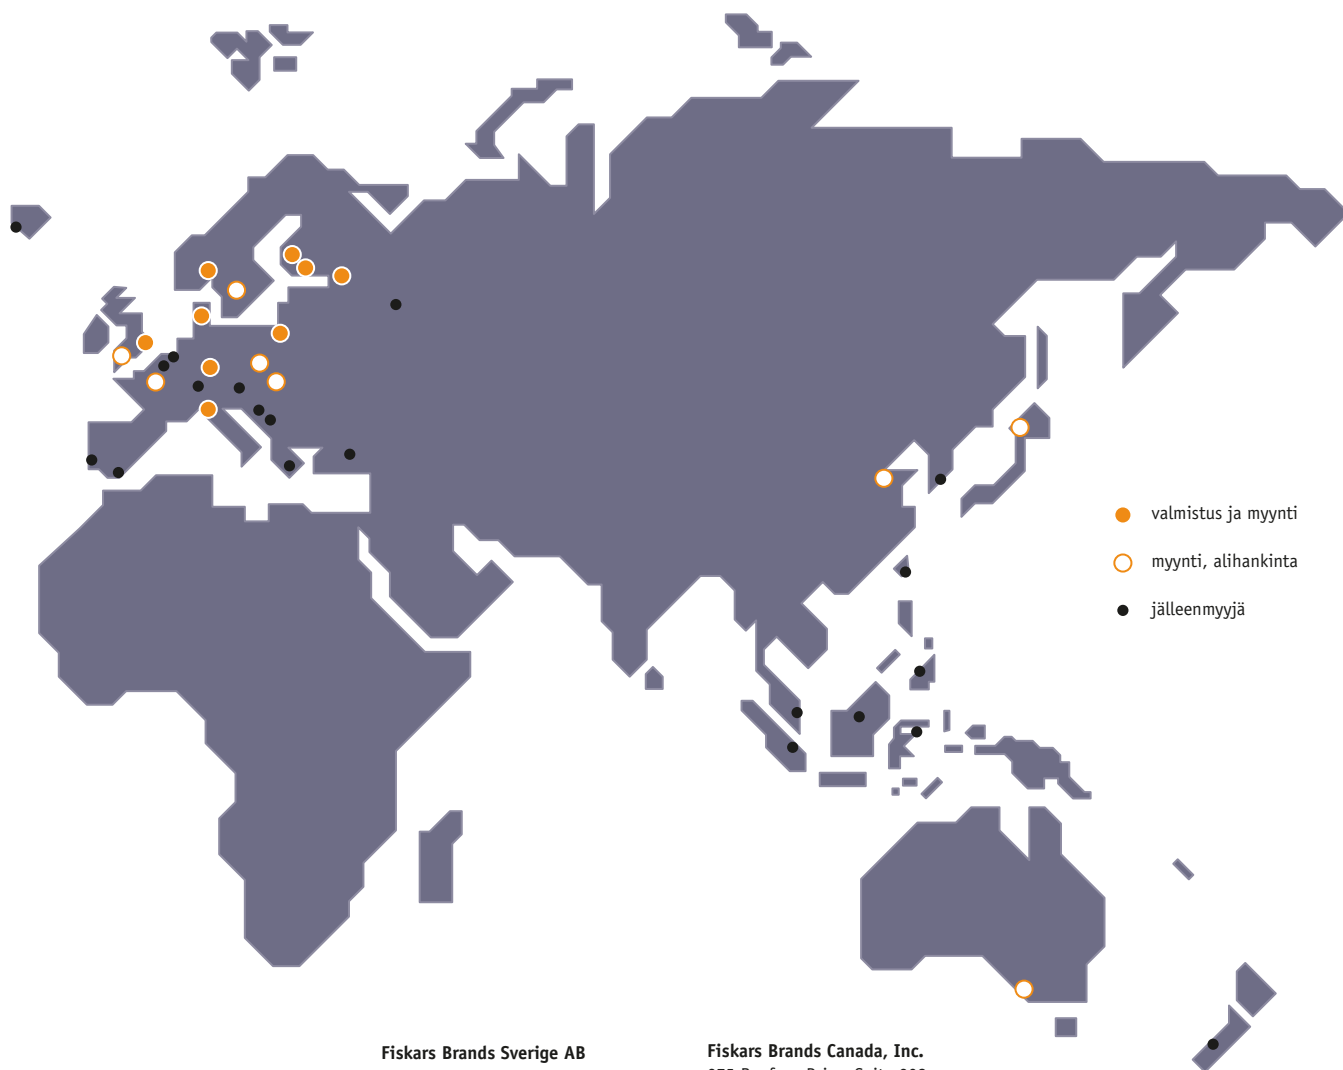 valmistus ja myynti
myynti, alihankinta
jälleenmyyjä
Fiskars Brands Sverige AB
Fiskars Brands Canada, Inc.